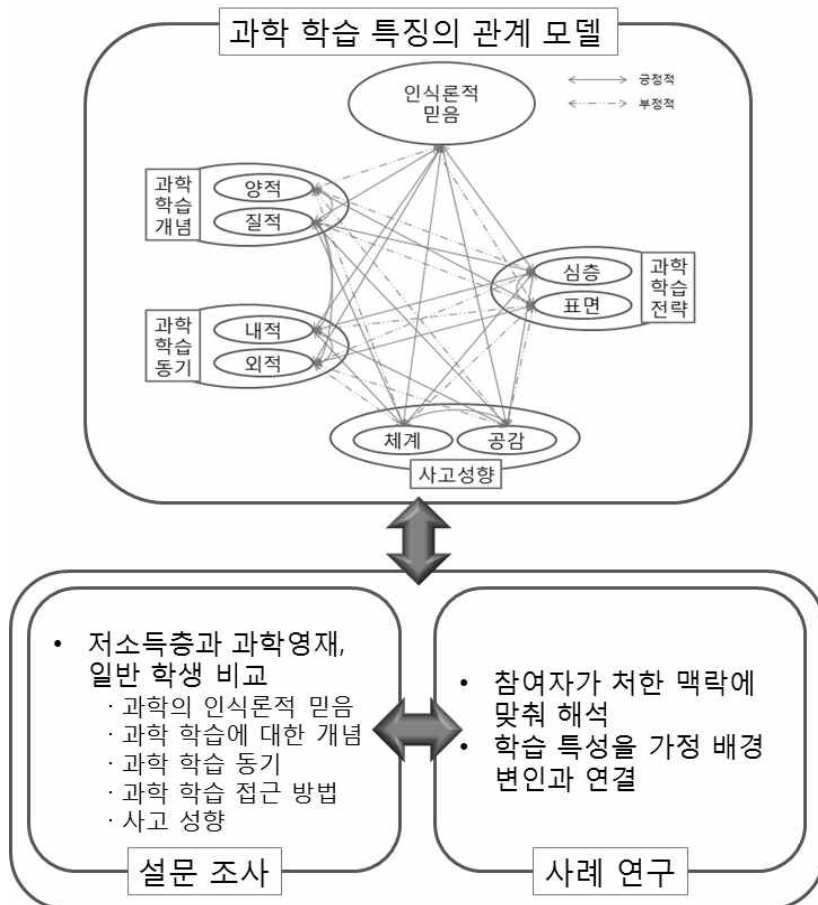 과학 학습 특징의 관계 모델
인식론적
믿음
긍정적
부정적
과학
학습
개념
양적
질적
심층
표면
과학
학습
전략
과학
학습
동기
내적
외적
체계
공감
사고성향
• 저소득층과 과학영재,
일반 학생 비교
· 과학의 인식론적 믿음
· 과학 학습에 대한 개념
· 과학 학습 동기
· 과학 학습 접근 방법
· 사고 성향
설문 조사
• 참여자가 처한 맥락에
맞춰 해석
• 학습 특성을 가정 배경
변인과 연결
사례 연구